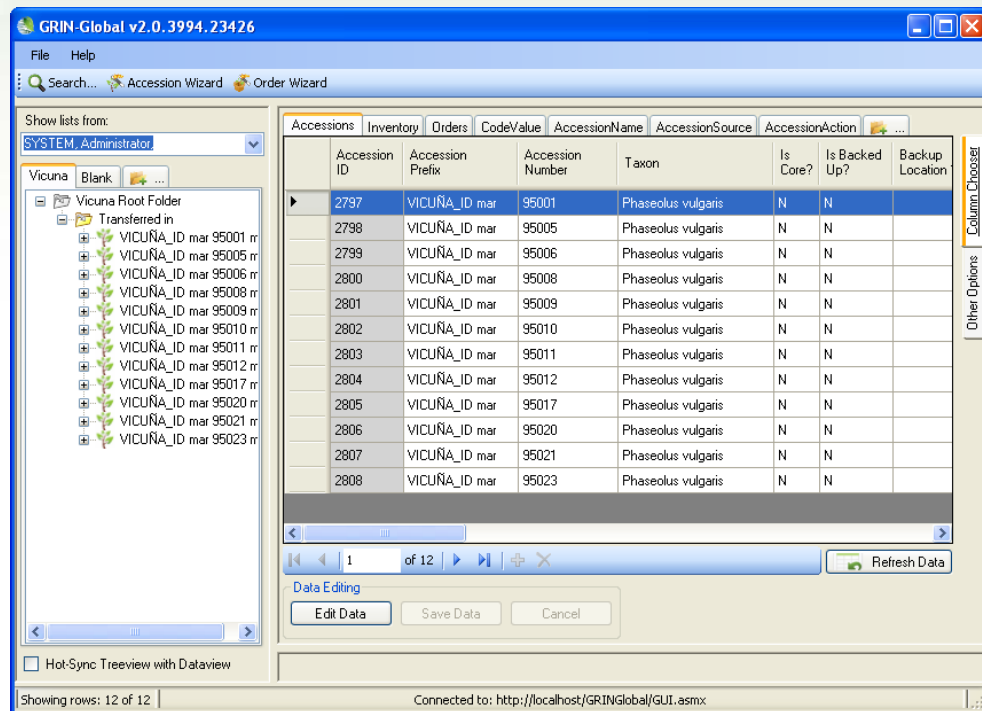 GRIN-Global v2.0.3994.23426
File Help
Search... Accession Wizard Order Wizard
Show lists from:
SYSTEM, Administrator,
Vicuna Blank ...
Vicuna Root Folder
Transferred in
VICUÑA_ID mar 95001 m
VICUÑA_ID mar 95005 m
VICUÑA_ID mar 95006 m
VICUÑA_ID mar 95008 m
VICUÑA_ID mar 95009 m
VICUÑA_ID mar 95010 m
VICUÑA_ID mar 95011 m
VICUÑA_ID mar 95012 m
VICUÑA_ID mar 95017 m
VICUÑA_ID mar 95020 m
VICUÑA_ID mar 95021 m
VICUÑA_ID mar 95023 m
Hot-Sync Treeview with Dataview
Accessions Inventory Orders CodeValue AccessionName AccessionSource AccessionAction ...
Accession ID Accession Prefix Accession Number Taxon Is Core? Is Backed Up? Backup Location
2797 VICUÑA_ID mar 95001 Phaseolus vulgaris N N
2798 VICUÑA_ID mar 95005 Phaseolus vulgaris N N
2799 VICUÑA_ID mar 95006 Phaseolus vulgaris N N
2800 VICUÑA_ID mar 95008 Phaseolus vulgaris N N
2801 VICUÑA_ID mar 95009 Phaseolus vulgaris N N
2802 VICUÑA_ID mar 95010 Phaseolus vulgaris N N
2803 VICUÑA_ID mar 95011 Phaseolus vulgaris N N
2804 VICUÑA_ID mar 95012 Phaseolus vulgaris N N
2805 VICUÑA_ID mar 95017 Phaseolus vulgaris N N
2806 VICUÑA_ID mar 95020 Phaseolus vulgaris N N
2807 VICUÑA_ID mar 95021 Phaseolus vulgaris N N
2808 VICUÑA_ID mar 95023 Phaseolus vulgaris N N
1 of 12
Refresh Data
Data Editing
Edit Data Save Data Cancel
Column Chooser
Other Options
Showing rows: 12 of 12
Connected to: http://localhost/GRINGlobal/GUI.asmx